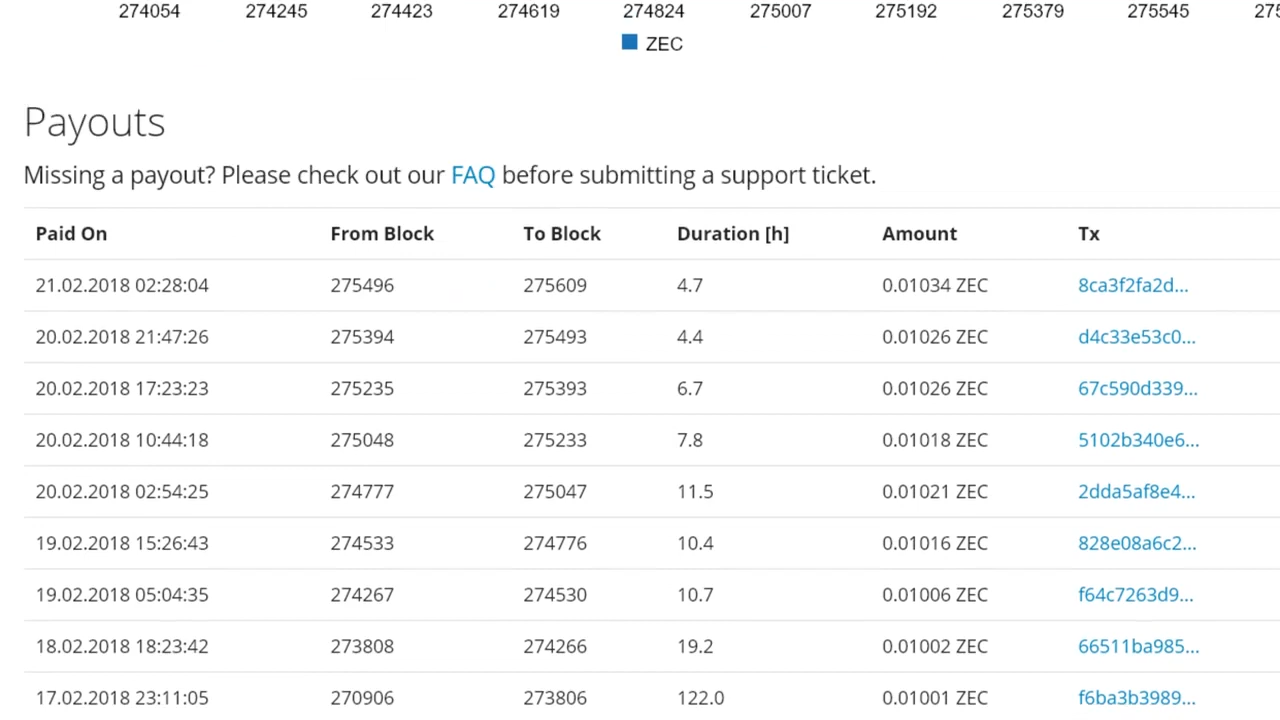 274054 274245 274423 274619 274824 275007 275192 275379 275545
ZEC
Payouts
Missing a payout? Please check out our FAQ before submitting a support ticket.
Paid On From Block To Block Duration [h] Amount Tx
21.02.2018 02:28:04 275496 275609 4.7 0.01034 ZEC 8ca3f2fa2d...
20.02.2018 21:47:26 275394 275493 4.4 0.01026 ZEC d4c33e53c0...
20.02.2018 17:23:23 275235 275393 6.7 0.01026 ZEC 67c590d339...
20.02.2018 10:44:18 275048 275233 7.8 0.01018 ZEC 5102b340e6...
20.02.2018 02:54:25 274777 275047 11.5 0.01021 ZEC 2dda5af8e4...
19.02.2018 15:26:43 274533 274776 10.4 0.01016 ZEC 828e08a6c2...
19.02.2018 05:04:35 274267 274530 10.7 0.01006 ZEC f64c7263d9...
18.02.2018 18:23:42 273808 274266 19.2 0.01002 ZEC 66511ba985...
17.02.2018 23:11:05 270906 273806 122.0 0.01001 ZEC f6ba3b3989...